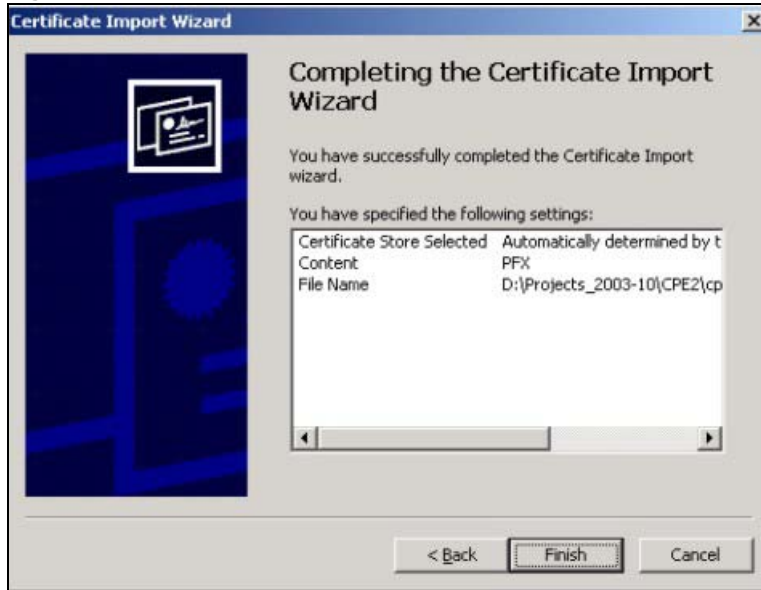 Certificate Import Wizard
Completing the Certificate Import
Wizard
You have successfully completed the Certificate Import
wizard.
You have specified the following settings:
Certificate Store Selected Automatically determined by t
Content PFX
File Name D:\Projects_2003-10\CPE2\cp
< Back Finish Cancel